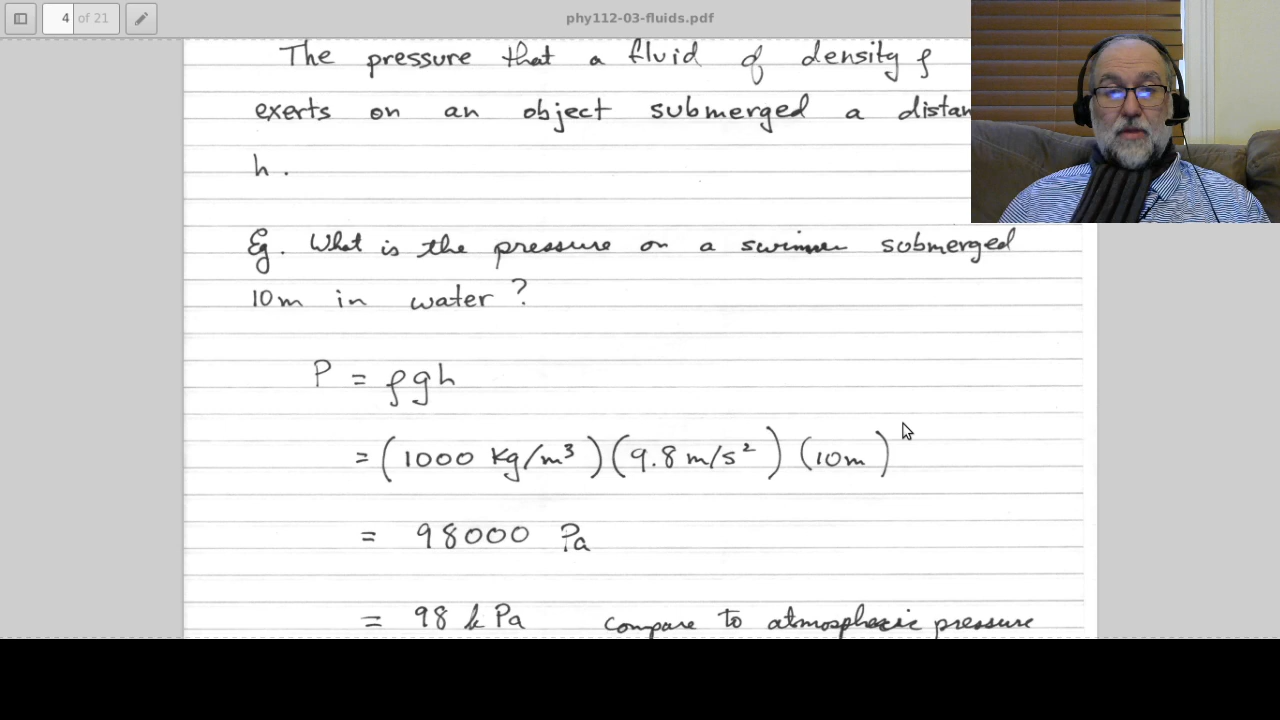 4 of 21
phy112-03-fluids.pdf
The pressure that a fluid of density ρ
exerts on an object submerged a distan
h.
Eg. What is the pressure on a swimmer submerged
10m in water?
P = ρgh
= (1000 kg/m³)(9.8 m/s²) (10m)
= 98000 Pa
= 98 kPa compare to atmospheric pressure